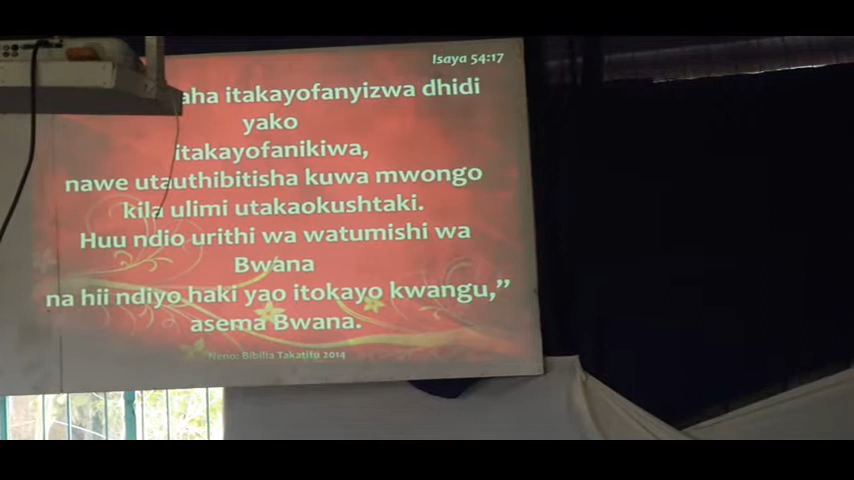 Isaya 54:17
itakayofanyizwa dhidi
yako
itakayofanikiwa,
nawe utauthibitisha kuwa mwongo
kila ulimi utakaokushtaki.
Huu ndio urithi wa watumishi wa
Bwana
na hii ndiyo haki yao itokayo kwangu,”
asema Bwana.
Neno: Biblia Takatifu 2014